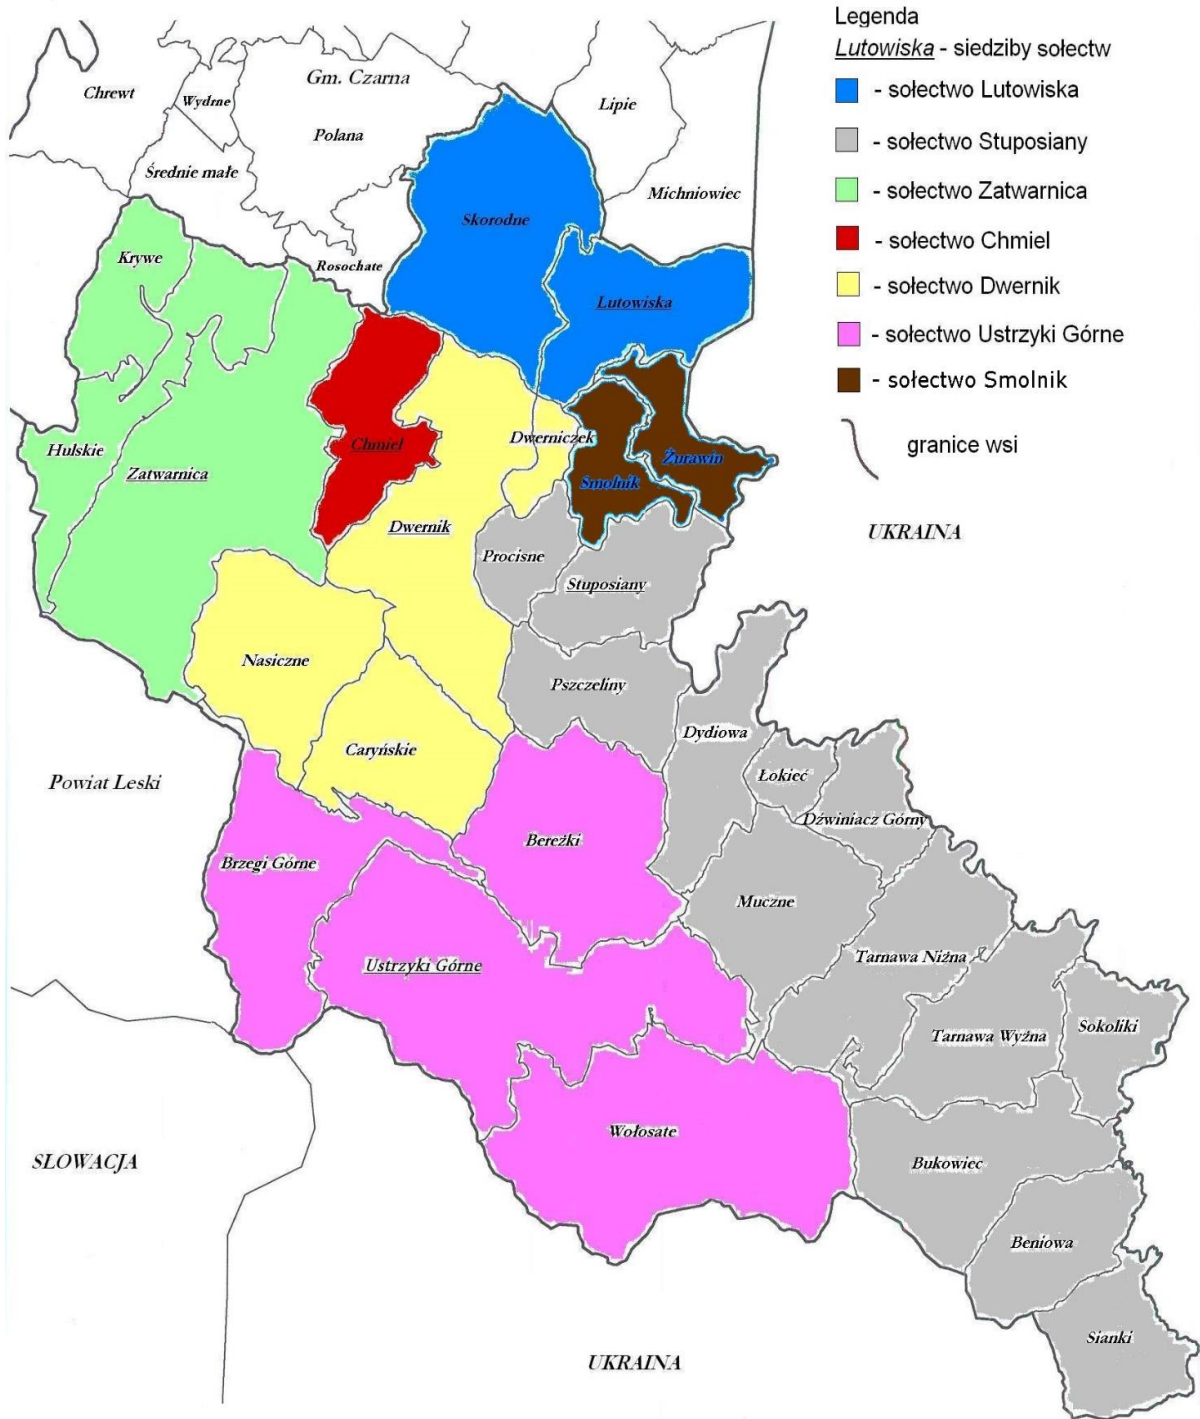 Legenda
Lutowiska - siedziby sołectw
- sołectwo Lutowiska
- sołectwo Stuposiany
- sołectwo Zatwarnica
- sołectwo Chmiel
- sołectwo Dwernik
- sołectwo Ustrzyki Górne
- sołectwo Smolnik
granice wsi
Gm. Czarna
Chrewt
Wydrne
Lipie
Polana
Średnie małe
Michniowiec
Skorodne
Krywe
Rosochate
Lutowiska
Dwerniczek
Chmiel
Hulskie
Żurawin
Zatwarnica
Smolnik
Dwernik
UKRAINA
Procisne
Stuposiany
Nasiczne
Pszczeliny
Dydiowa
Caryńskie
Łokieć
Powiat Leski
Dźwiniacz Górny
Bereżki
Brzegi Górne
Muczne
Tarnawa Niźna
Ustrzyki Górne
Sokoliki
Tarnawa Wyźna
Wołosate
SLOWACJA
Bukowiec
Beniowa
Sianki
UKRAINA